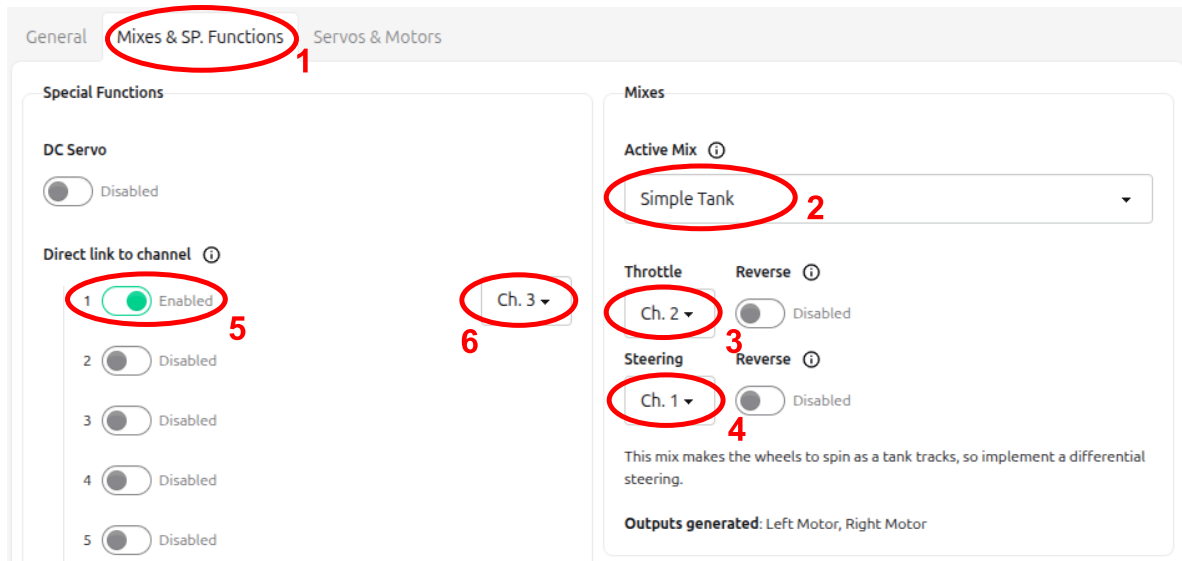 General Mixes & SP. Functions Servos & Motors
1
Special Functions
DC Servo
Disabled
Direct link to channel
1 Enabled Ch. 3
5 6
2 Disabled
3 Disabled
4 Disabled
5 Disabled
Mixes
Active Mix
Simple Tank 2
Throttle Reverse
Ch. 2 Disabled
3
Steering Reverse
Ch. 1 Disabled
4
This mix makes the wheels to spin as a tank tracks, so implement a differential
steering.
Outputs generated: Left Motor, Right Motor